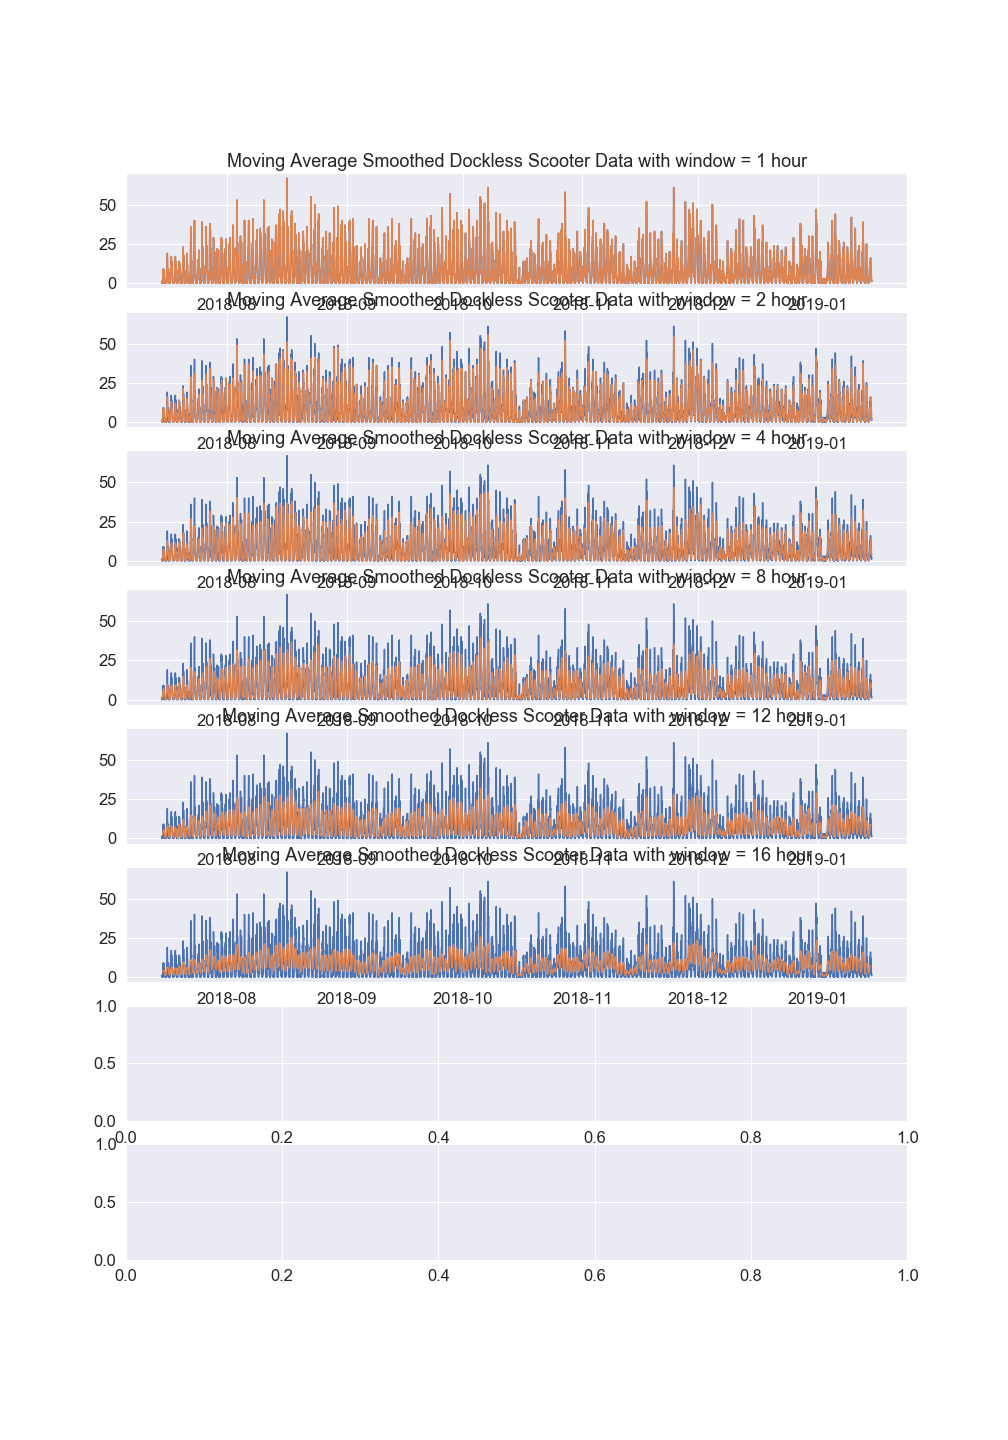 Moving Average Smoothed Dockless Scooter Data with window = 1 hour
50
25
0
2018-08 2018-09 2018-10 2018-11 2018-12 2019-01
Moving Average Smoothed Dockless Scooter Data with window = 2 hour
50
25
0
2018-08 2018-09 2018-10 2018-11 2018-12 2019-01
Moving Average Smoothed Dockless Scooter Data with window = 4 hour
50
25
0
2018-08 2018-09 2018-10 2018-11 2018-12 2019-01
Moving Average Smoothed Dockless Scooter Data with window = 8 hour
50
25
0
2018-08 2018-09 2018-10 2018-11 2018-12 2019-01
Moving Average Smoothed Dockless Scooter Data with window = 12 hour
50
25
0
2018-08 2018-09 2018-10 2018-11 2018-12 2019-01
Moving Average Smoothed Dockless Scooter Data with window = 16 hour
50
25
0
2018-08 2018-09 2018-10 2018-11 2018-12 2019-01
1.0
0.5
0.0
0.0 0.2 0.4 0.6 0.8 1.0
1.0
0.5
0.0
0.0 0.2 0.4 0.6 0.8 1.0